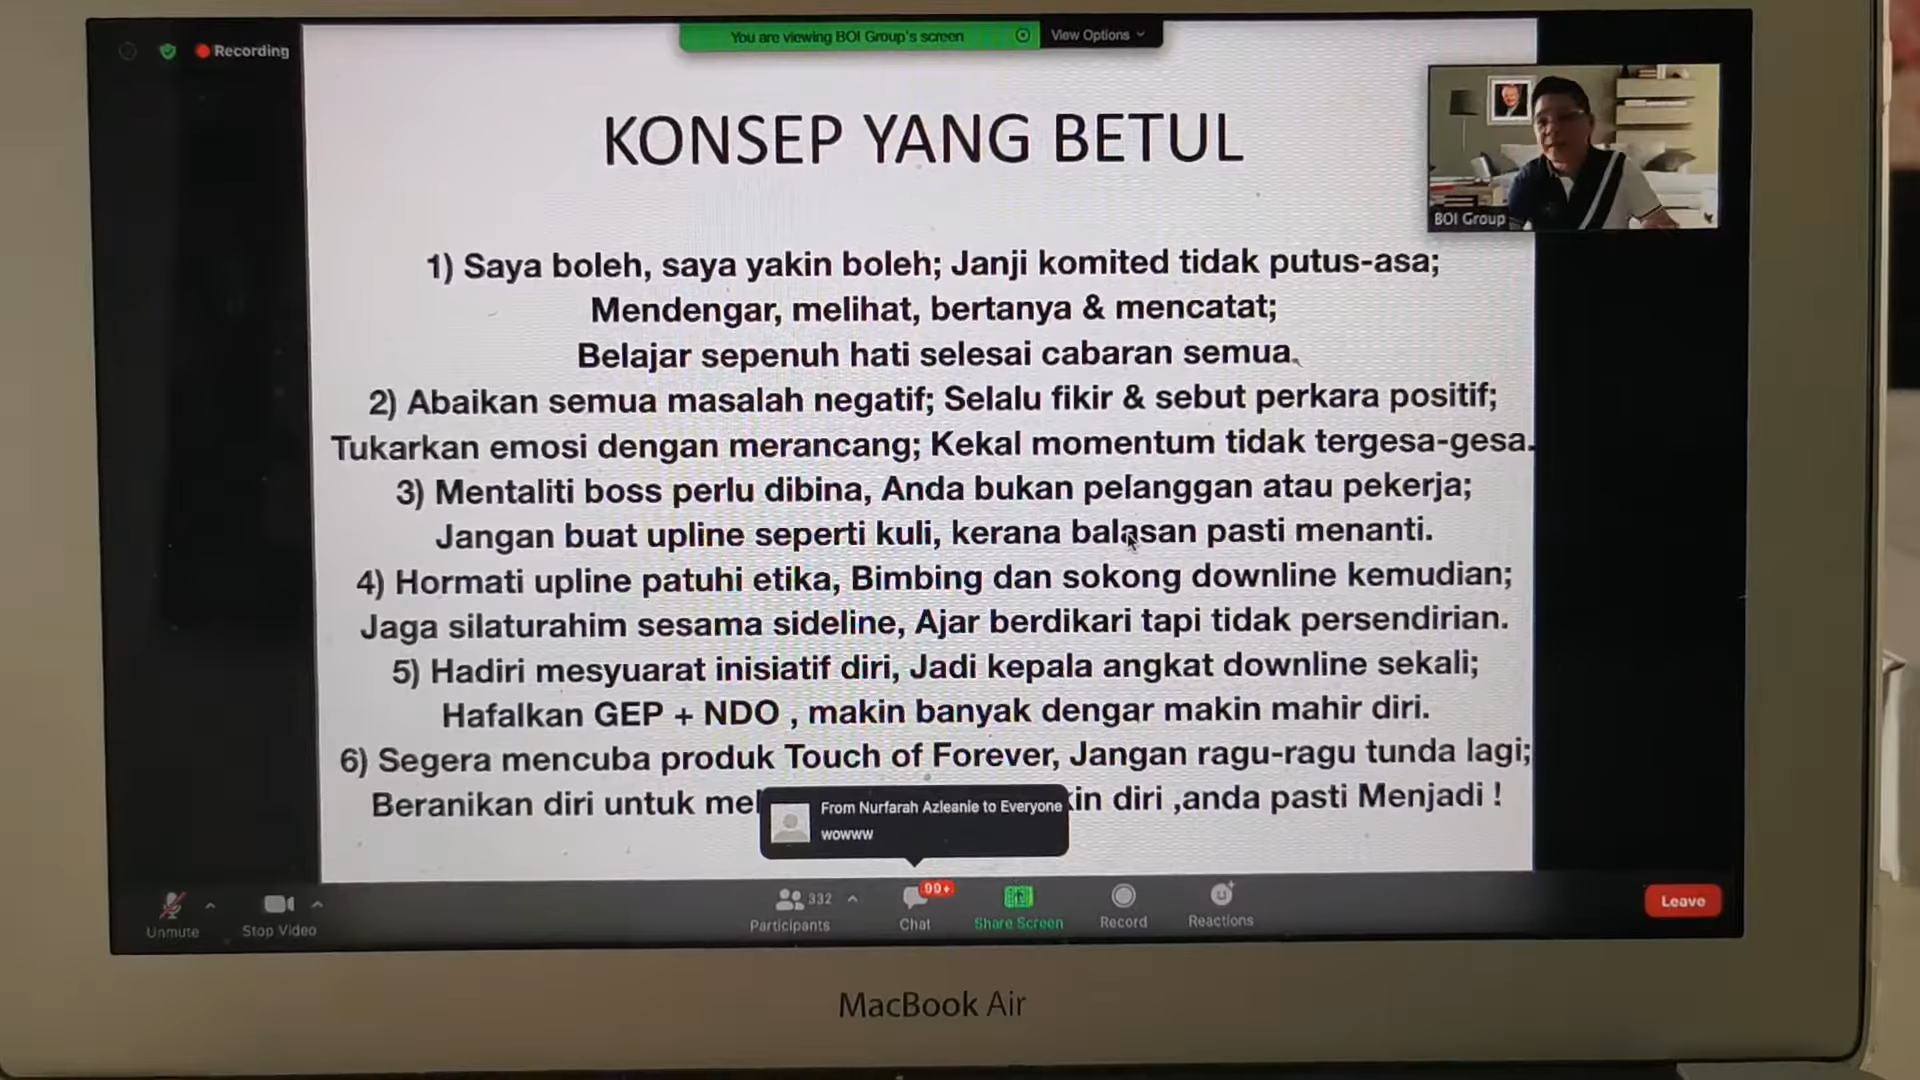 Recording
You are viewing BOI Group's screen
View Options
KONSEP YANG BETUL
BOI Group
1) Saya boleh, saya yakin boleh; Janji komited tidak putus-asa;
Mendengar, melihat, bertanya & mencatat;
Belajar sepenuh hati selesai cabaran semua.
2) Abaikan semua masalah negatif; Selalu fikir & sebut perkara positif;
Tukarkan emosi dengan merancang; Kekal momentum tidak tergesa-gesa.
3) Mentaliti boss perlu dibina, Anda bukan pelanggan atau pekerja;
Jangan buat upline seperti kuli, kerana balasan pasti menanti.
4) Hormati upline patuhi etika, Bimbing dan sokong downline kemudian;
Jaga silaturahim sesama sideline, Ajar berdikari tapi tidak persendirian.
5) Hadiri mesyuarat inisiatif diri, Jadi kepala angkat downline sekali;
Hafalkan GEP + NDO , makin banyak dengar makin mahir diri.
6) Segera mencuba produk Touch of Forever, Jangan ragu-ragu tunda lagi;
Beranikan diri untuk diri ,anda pasti Menjadi !
From Nurfarah Azleanie to Everyone
wowww
Unmute
Stop Video
332
Participants
99+
Chat
Share Screen
Record
Reactions
Leave
MacBook Air